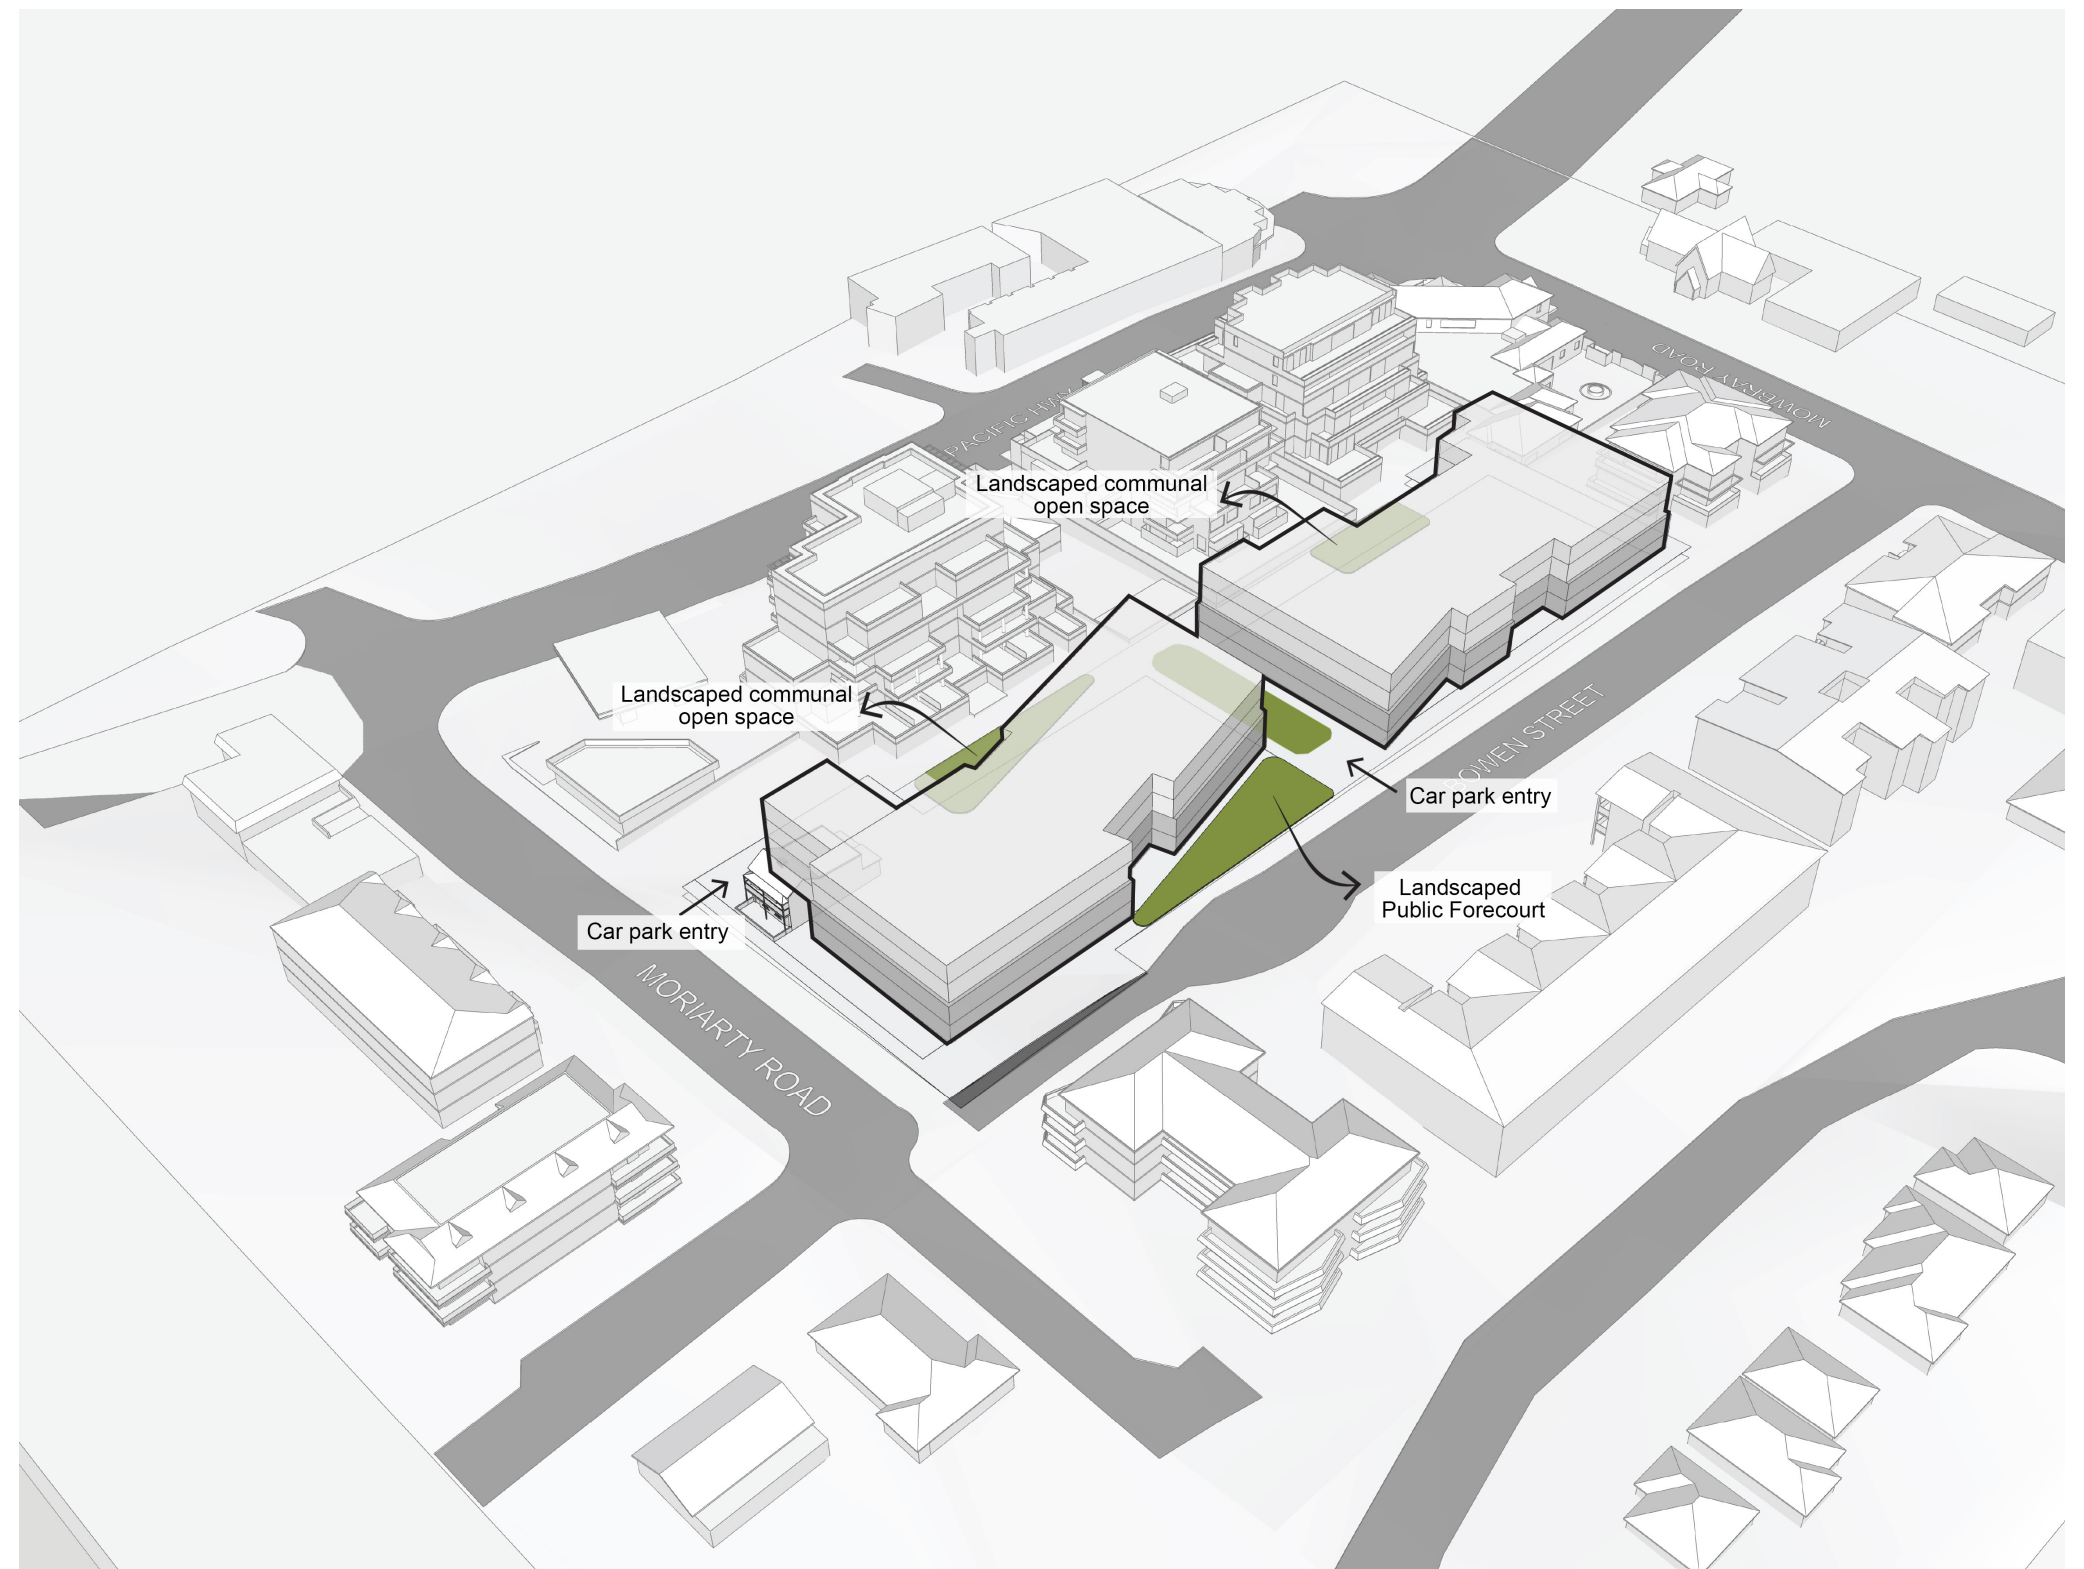 MOWBRAY ROAD
PACIFIC HWY
Landscaped communal
open space
Landscaped communal
open space
BOWEN STREET
Car park entry
Landscaped
Public Forecourt
Car park entry
MORIARTY ROAD